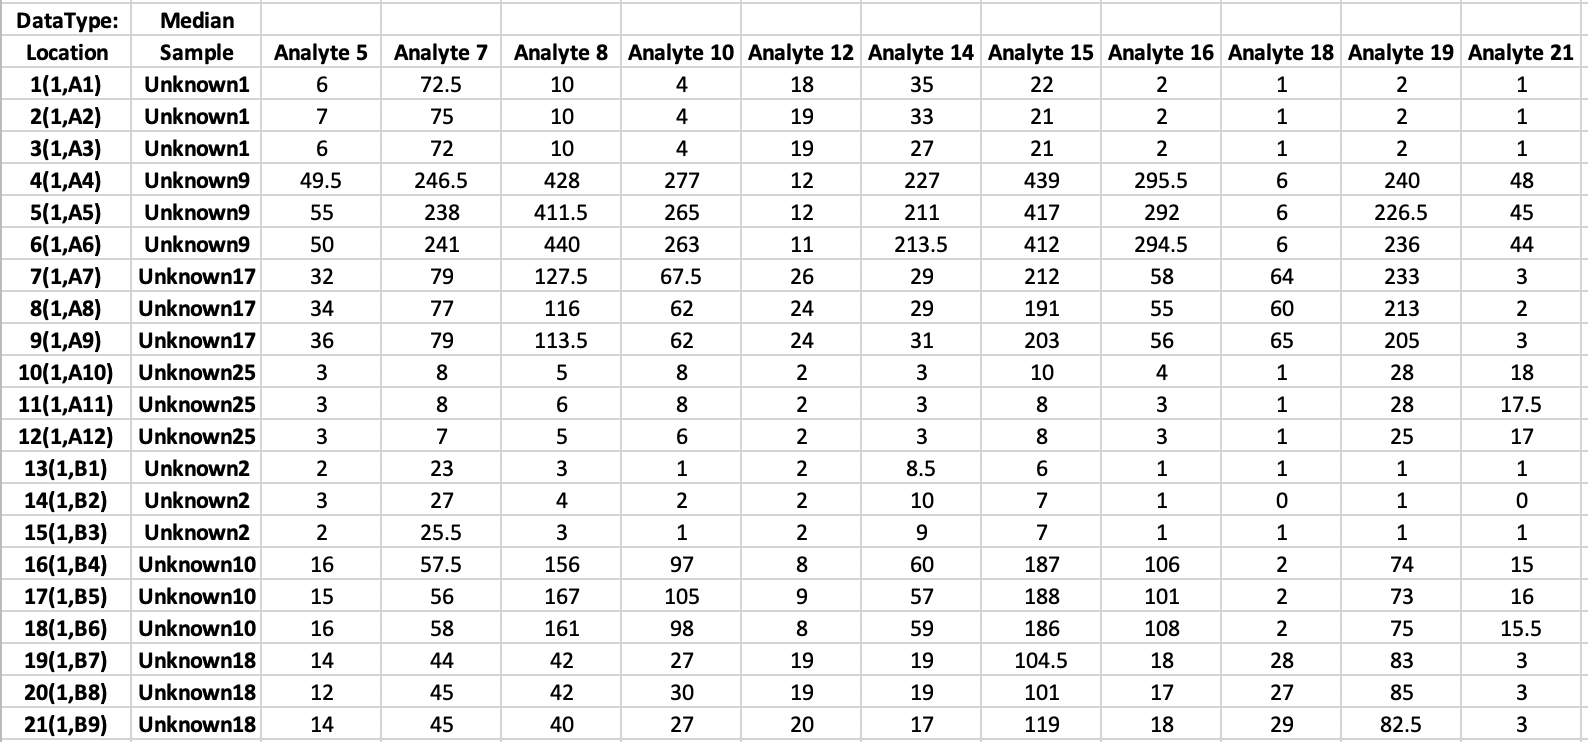 DataType: Median
Location Sample Analyte 5 Analyte 7 Analyte 8 Analyte 10 Analyte 12 Analyte 14 Analyte 15 Analyte 16 Analyte 18 Analyte 19 Analyte 21
1(1,A1) Unknown1 6 72.5 10 4 18 35 22 2 1 2 1
2(1,A2) Unknown1 7 75 10 4 19 33 21 2 1 2 1
3(1,A3) Unknown1 6 72 10 4 19 27 21 2 1 2 1
4(1,A4) Unknown9 49.5 246.5 428 277 12 227 439 295.5 6 240 48
5(1,A5) Unknown9 55 238 411.5 265 12 211 417 292 6 226.5 45
6(1,A6) Unknown9 50 241 440 263 11 213.5 412 294.5 6 236 44
7(1,A7) Unknown17 32 79 127.5 67.5 26 29 212 58 64 233 3
8(1,A8) Unknown17 34 77 116 62 24 29 191 55 60 213 2
9(1,A9) Unknown17 36 79 113.5 62 24 31 203 56 65 205 3
10(1,A10) Unknown25 3 8 5 8 2 3 10 4 1 28 18
11(1,A11) Unknown25 3 8 6 8 2 3 8 3 1 28 17.5
12(1,A12) Unknown25 3 7 5 6 2 3 8 3 1 25 17
13(1,B1) Unknown2 2 23 3 1 2 8.5 6 1 1 1 1
14(1,B2) Unknown2 3 27 4 2 2 10 7 1 0 1 0
15(1,B3) Unknown2 2 25.5 3 1 2 9 7 1 1 1 1
16(1,B4) Unknown10 16 57.5 156 97 8 60 187 106 2 74 15
17(1,B5) Unknown10 15 56 167 105 9 57 188 101 2 73 16
18(1,B6) Unknown10 16 58 161 98 8 59 186 108 2 75 15.5
19(1,B7) Unknown18 14 44 42 27 19 19 104.5 18 28 83 3
20(1,B8) Unknown18 12 45 42 30 19 19 101 17 27 85 3
21(1,B9) Unknown18 14 45 40 27 20 17 119 18 29 82.5 3